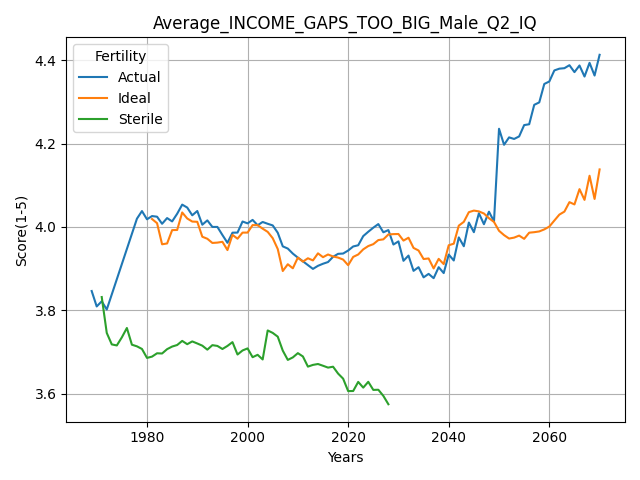 Average_INCOME_GAPS_TOO_BIG_Male_Q2_IQ
Fertility
Actual
Ideal
Sterile
Score(1-5)
4.4
4.2
4.0
3.8
3.6
1980 2000 2020 2040 2060
Years